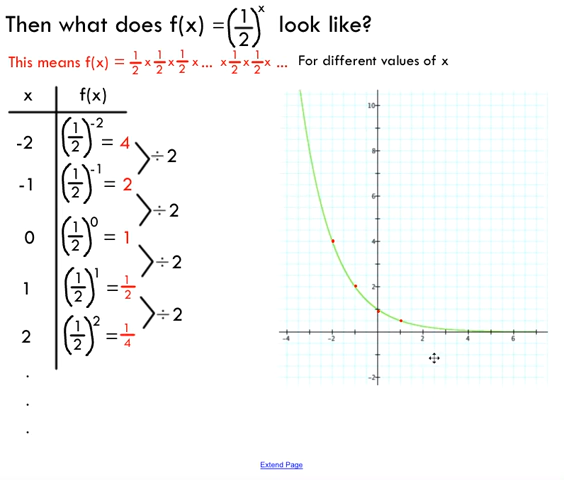 Then what does f(x) = (1/2)^x look like?
This means f(x) = 1/2 x 1/2 x 1/2 x ... x 1/2 x 1/2 x ... For different values of x
x f(x)
-2 (1/2)^-2 = 4
÷2
-1 (1/2)^-1 = 2
÷2
0 (1/2)^0 = 1
÷2
1 (1/2)^1 = 1/2
÷2
2 (1/2)^2 = 1/4
.
.
.
10
8
6
4
2
-4 -2 2 4 6
-2
Extend Page